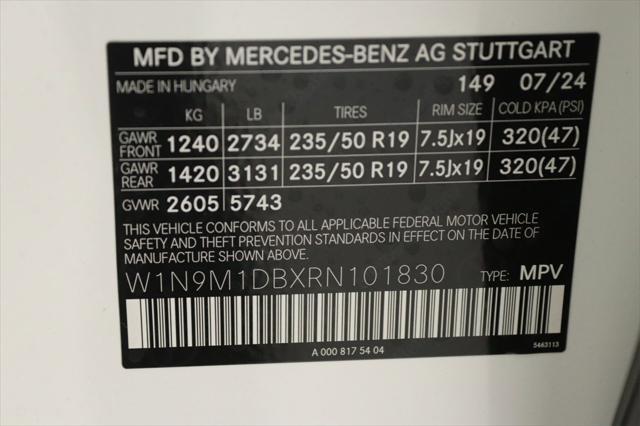 MFD BY MERCEDES-BENZ AG STUTTGART
MADE IN HUNGARY 149 07/24
KG LB TIRES RIM SIZE COLD KPA (PSI)
GAWR FRONT 1240 2734 235/50 R19 7.5Jx19 320(47)
GAWR REAR 1420 3131 235/50 R19 7.5Jx19 320(47)
GVWR 2605 5743
THIS VEHICLE CONFORMS TO ALL APPLICABLE FEDERAL MOTOR VEHICLE
SAFETY AND THEFT PREVENTION STANDARDS IN EFFECT ON THE DATE OF
MANUFACTURE SHOWN ABOVE.
W1N9M1DBXRN101830 TYPE: MPV
A 000 817 54 04
5463113